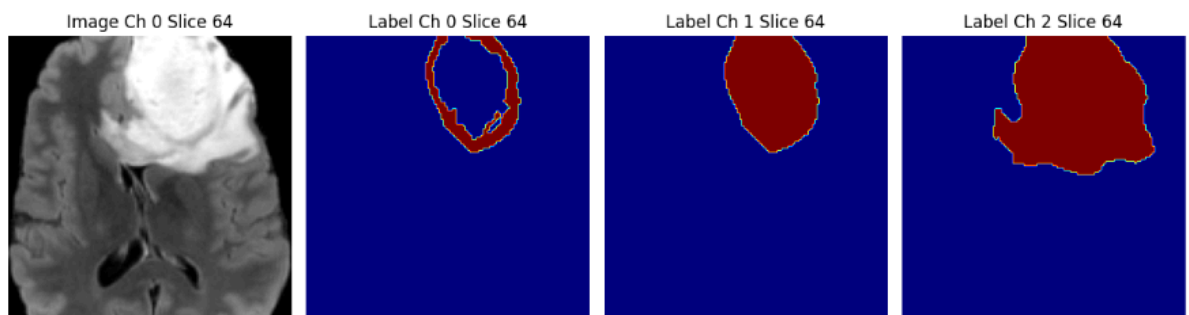 Image Ch 0 Slice 64
Label Ch 0 Slice 64
Label Ch 1 Slice 64
Label Ch 2 Slice 64